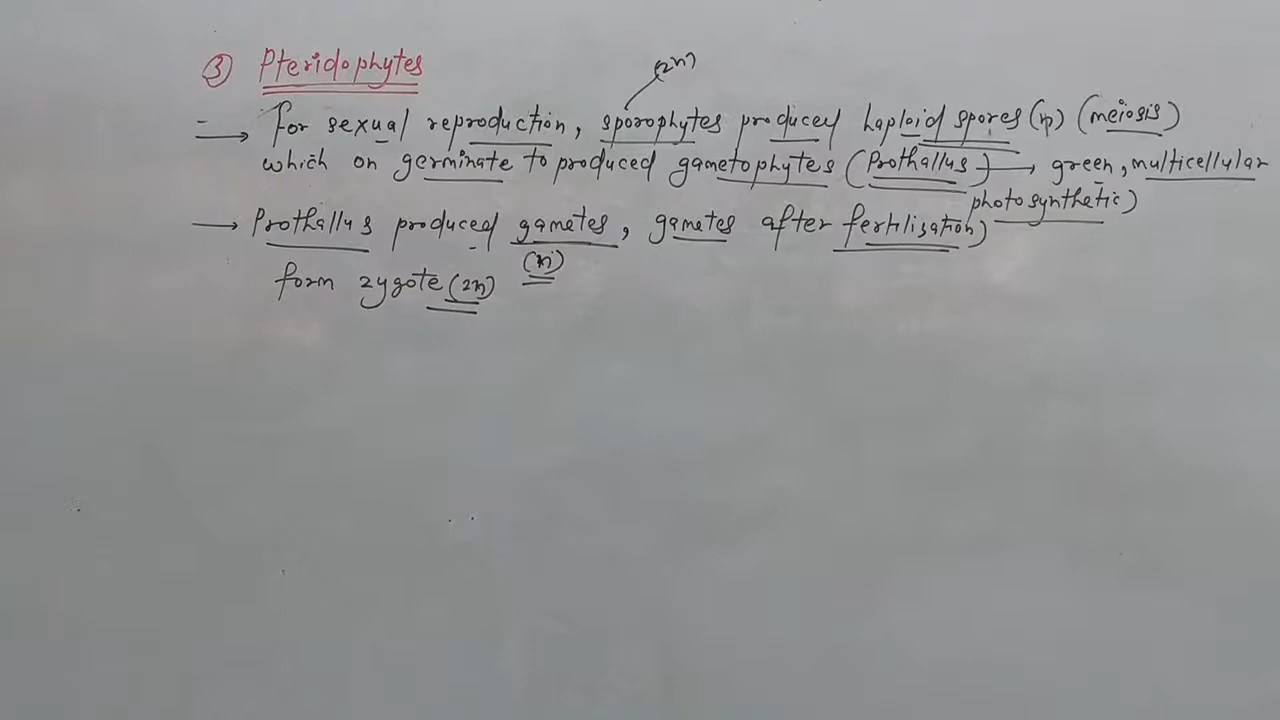 ③ Pteridophytes
(2n)
→ For sexual reproduction, sporophytes produced haploid spores (n) (meiosis)
which on germinate to produced gametophytes (Prothallus) → green, multicellular
photosynthetic)
→ Prothallus produced gametes, gametes after fertilisation)
(n)
form zygote (2n)